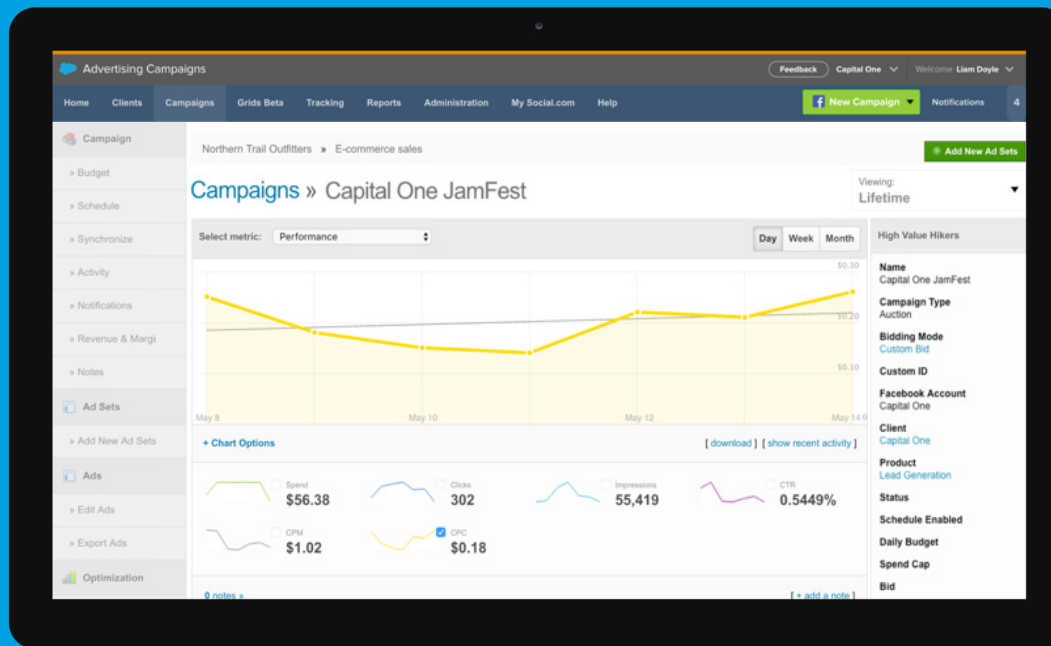 Advertising Campaigns
Feedback Capital One Welcome Liam Doyle
Home Clients Campaigns Grids Beta Tracking Reports Administration My Social.com Help New Campaign Notifications 4
Campaign
» Budget
» Schedule
» Synchronize
» Activity
» Notifications
» Revenue & Margi
» Notes
Ad Sets
» Add New Ad Sets
Ads
» Edit Ads
» Export Ads
Optimization
Northern Trail Outfitters » E-commerce sales
Add New Ad Sets
Campaigns » Capital One JamFest
Viewing:
Lifetime
Select metric: Performance
Day Week Month
$0.30
$0.20
$0.10
May 8 May 10 May 12 May 14 0
+ Chart Options
[ download ] [ show recent activity ]
Spend
$56.38
Clicks
302
Impressions
55,419
CTR
0.5449%
CPM
$1.02
CPC
$0.18
0 notes »
[ + add a note ]
High Value Hikers
Name
Capital One JamFest
Campaign Type
Auction
Bidding Mode
Custom Bid
Custom ID
Facebook Account
Capital One
Client
Capital One
Product
Lead Generation
Status
Schedule Enabled
Daily Budget
Spend Cap
Bid